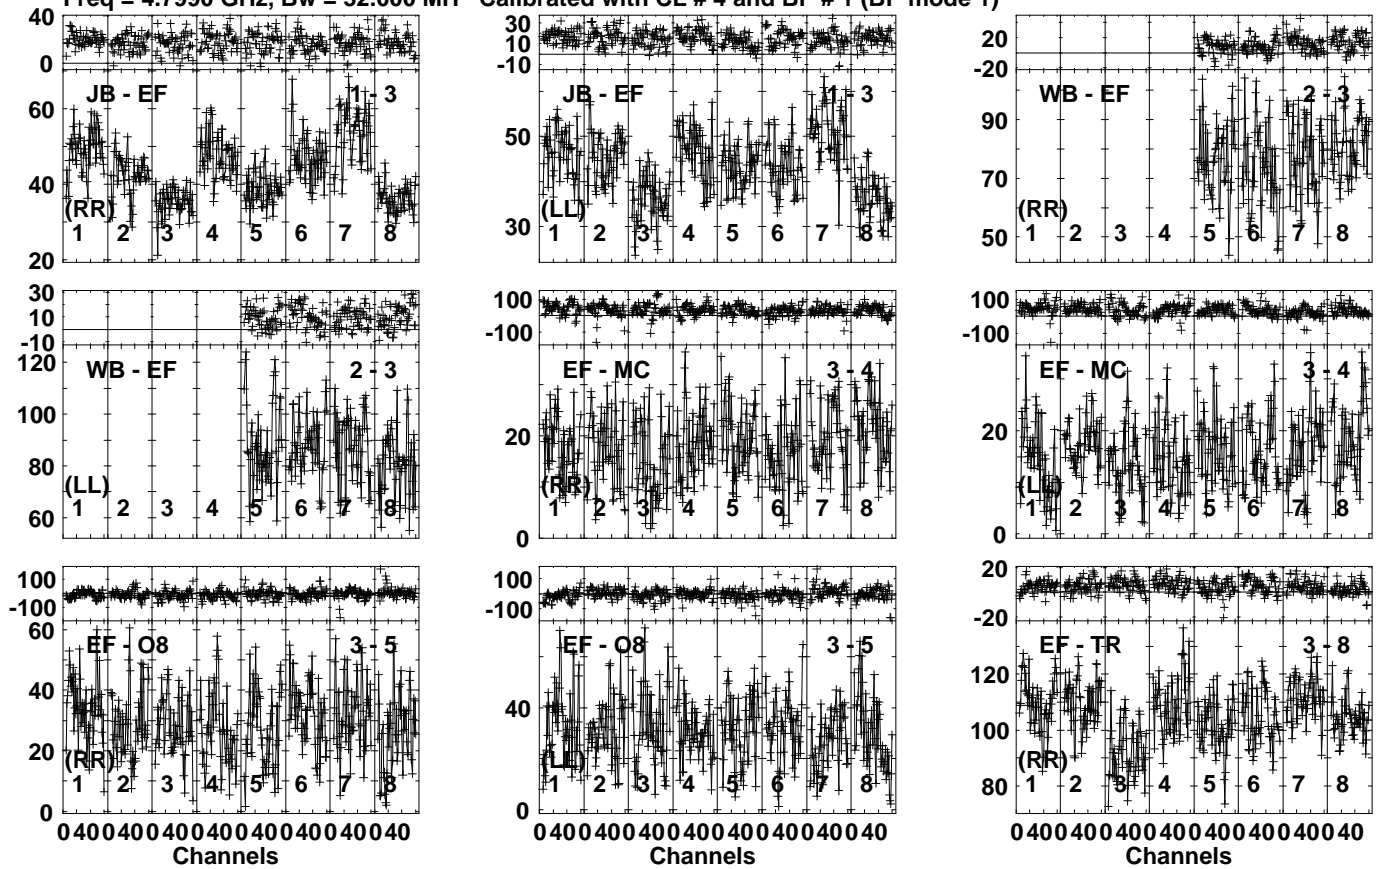 Freq = 4.7990 GHz, Bw = 32.000 MH Calibrated with CL # 4 and BP # 1 (BP mode 1)
40
0
JB - EF 1 - 3
60
40
20
(RR)
1 2 3 4 5 6 7 8
30
10
-10
JB - EF 1 - 3
50
30
(LL)
1 2 3 4 5 6 7 8
20
-20
WB - EF 2 - 3
90
70
50
(RR)
1 2 3 4 5 6 7 8
30
10
-10
WB - EF 2 - 3
120
100
80
60
(LL)
1 2 3 4 5 6 7 8
100
-100
EF - MC 3 - 4
20
0
(RR)
1 2 3 4 5 6 7 8
100
-100
EF - MC 3 - 4
20
0
(LL)
1 2 3 4 5 6 7 8
100
-100
EF - O8 3 - 5
60
40
20
0
(RR)
1 2 3 4 5 6 7 8
0 40 0 40 0 40 0 40 0 40 0 40 0 40 0 40
Channels
100
-100
EF - O8 3 - 5
40
0
(LL)
1 2 3 4 5 6 7 8
0 40 0 40 0 40 0 40 0 40 0 40 0 40 0 40
20
-20
EF - TR 3 - 8
120
100
80
(RR)
1 2 3 4 5 6 7 8
0 40 0 40 0 40 0 40 0 40 0 40 0 40 0 40
Channels